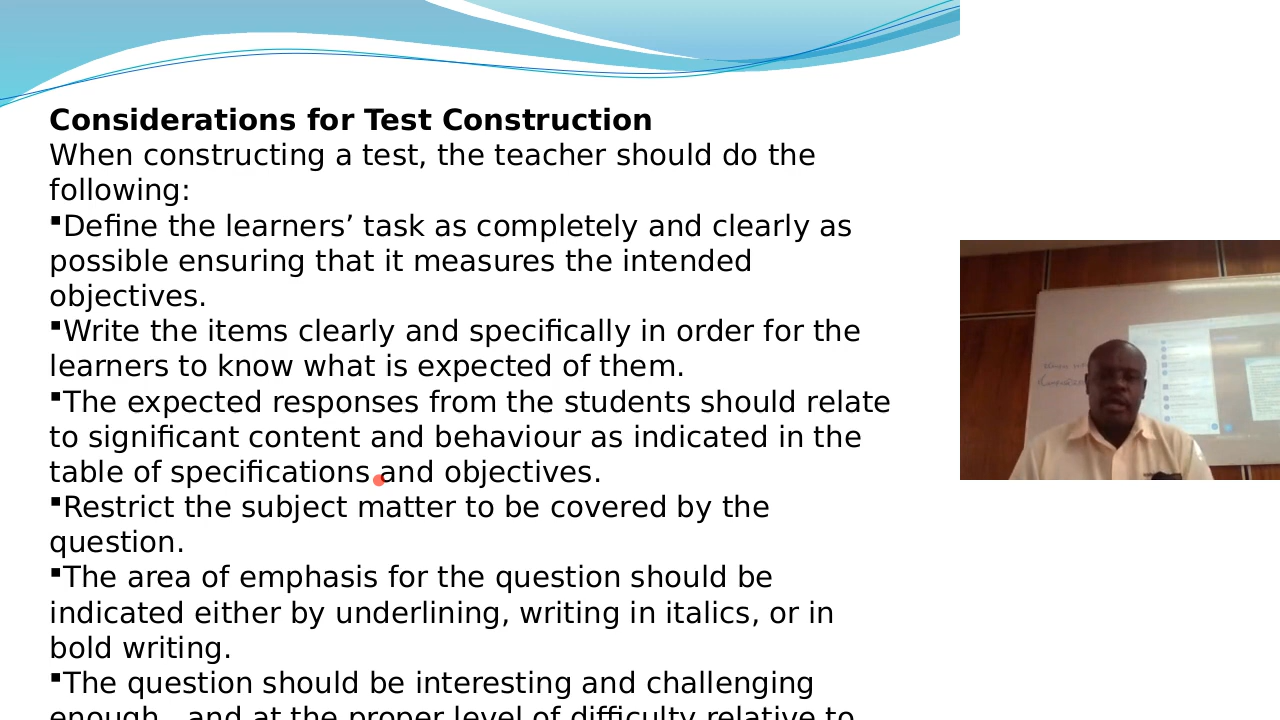 Considerations for Test Construction
When constructing a test, the teacher should do the
following:
▪Define the learners’ task as completely and clearly as
possible ensuring that it measures the intended
objectives.
▪Write the items clearly and specifically in order for the
learners to know what is expected of them.
▪The expected responses from the students should relate
to significant content and behaviour as indicated in the
table of specifications and objectives.
▪Restrict the subject matter to be covered by the
question.
▪The area of emphasis for the question should be
indicated either by underlining, writing in italics, or in
bold writing.
▪The question should be interesting and challenging
enough, and at the proper level of difficulty relative to